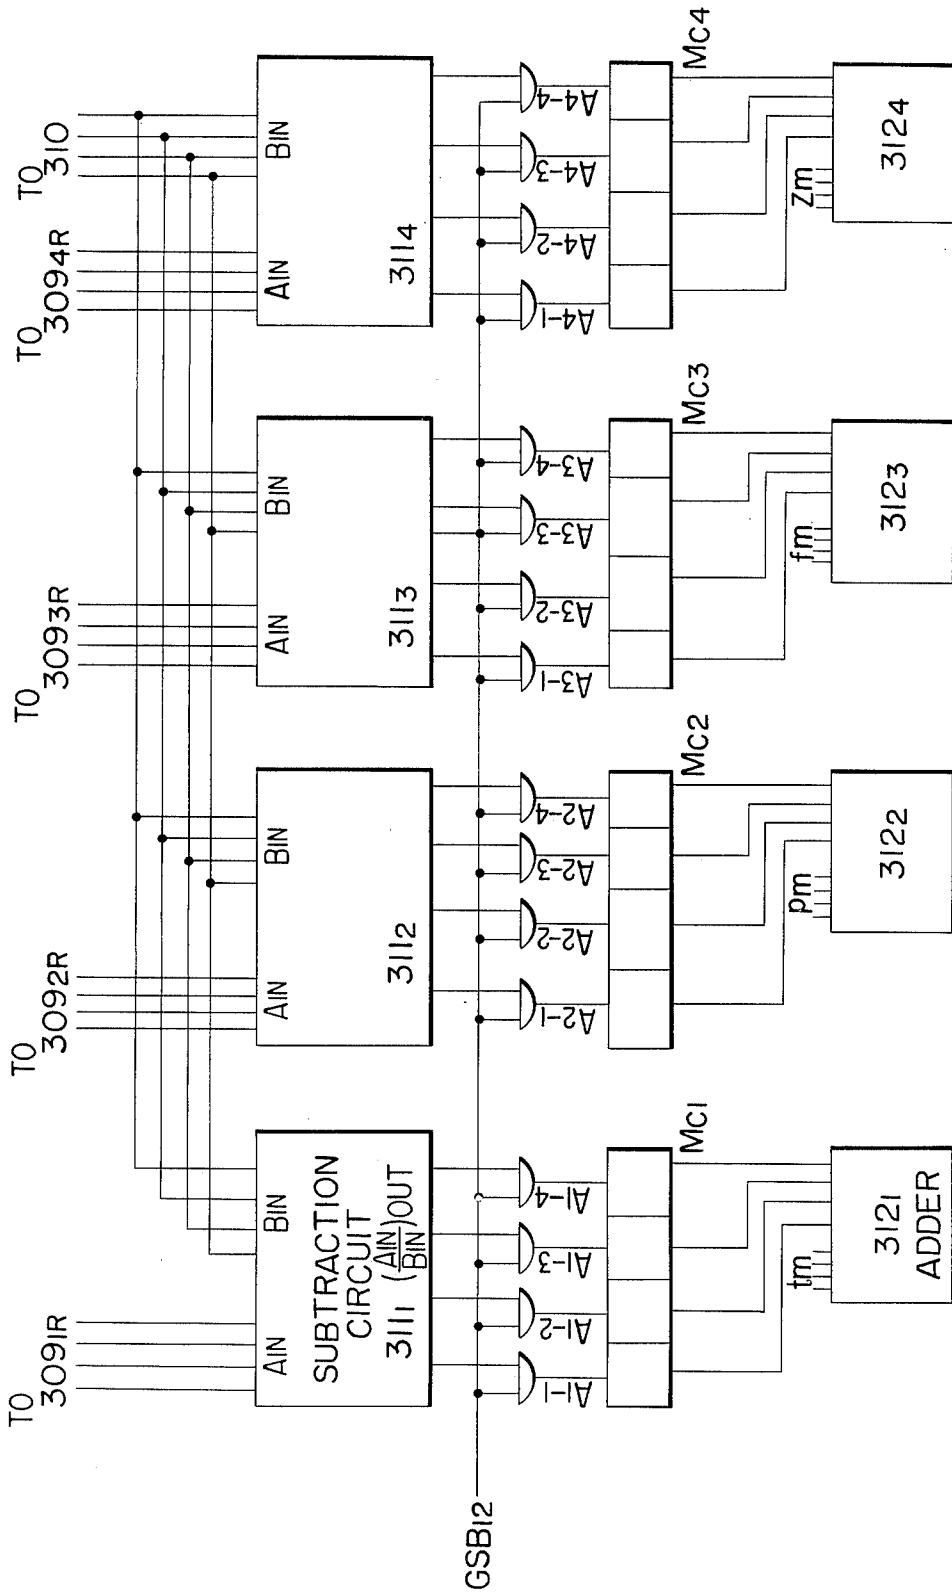 TO 3091R
TO 3092R
TO 3093R
TO 3094R
TO 310
AIN BIN
AIN BIN
AIN BIN
AIN BIN
SUBTRACTION
CIRCUIT
3111 (AIN/BIN)OUT
3112
3113
3114
GSB12
A1-1 A1-2 A1-3 A1-4
A2-1 A2-2 A2-3 A2-4
A3-1 A3-2 A3-3 A3-4
A4-1 A4-2 A4-3 A4-4
MC1
MC2
MC3
MC4
tm
pm
fm
Zm
3121
ADDER
3122
3123
3124